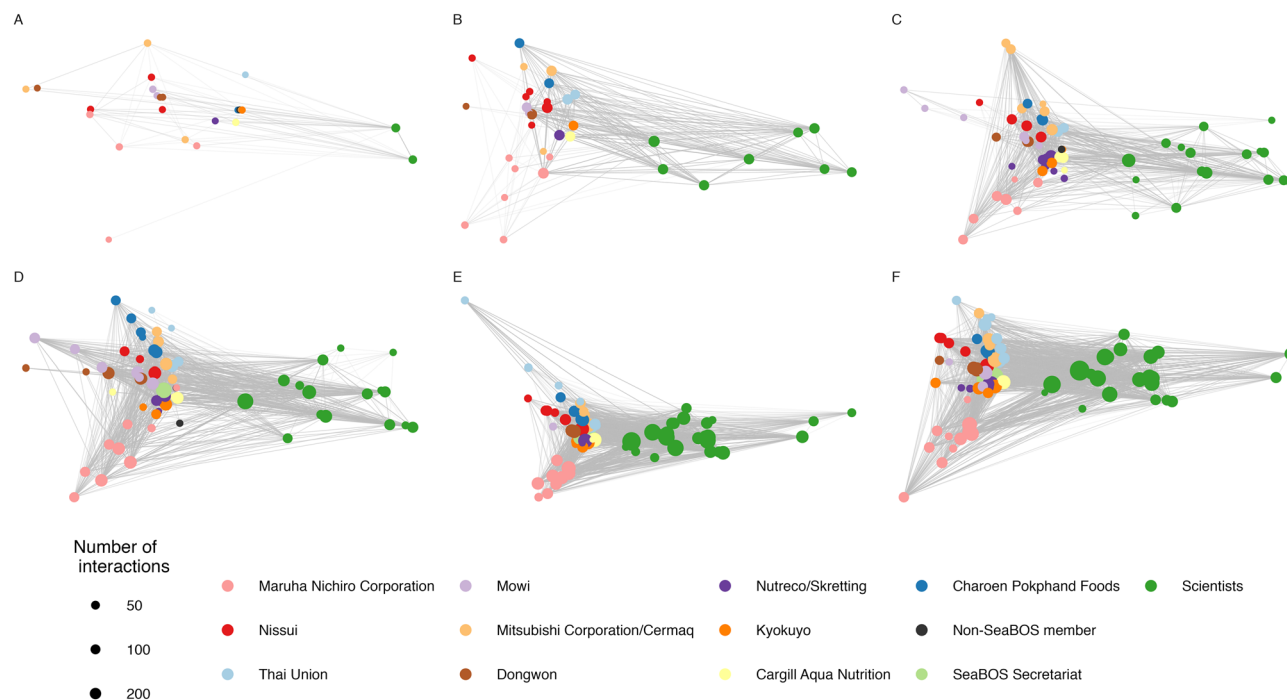 A
B
C
D
E
F
Number of
interactions
50
100
200
Maruha Nichiro Corporation
Mowi
Nutreco/Skretting
Charoen Pokphand Foods
Scientists
Nissui
Mitsubishi Corporation/Cermaq
Kyokuyo
Non-SeaBOS member
Thai Union
Dongwon
Cargill Aqua Nutrition
SeaBOS Secretariat